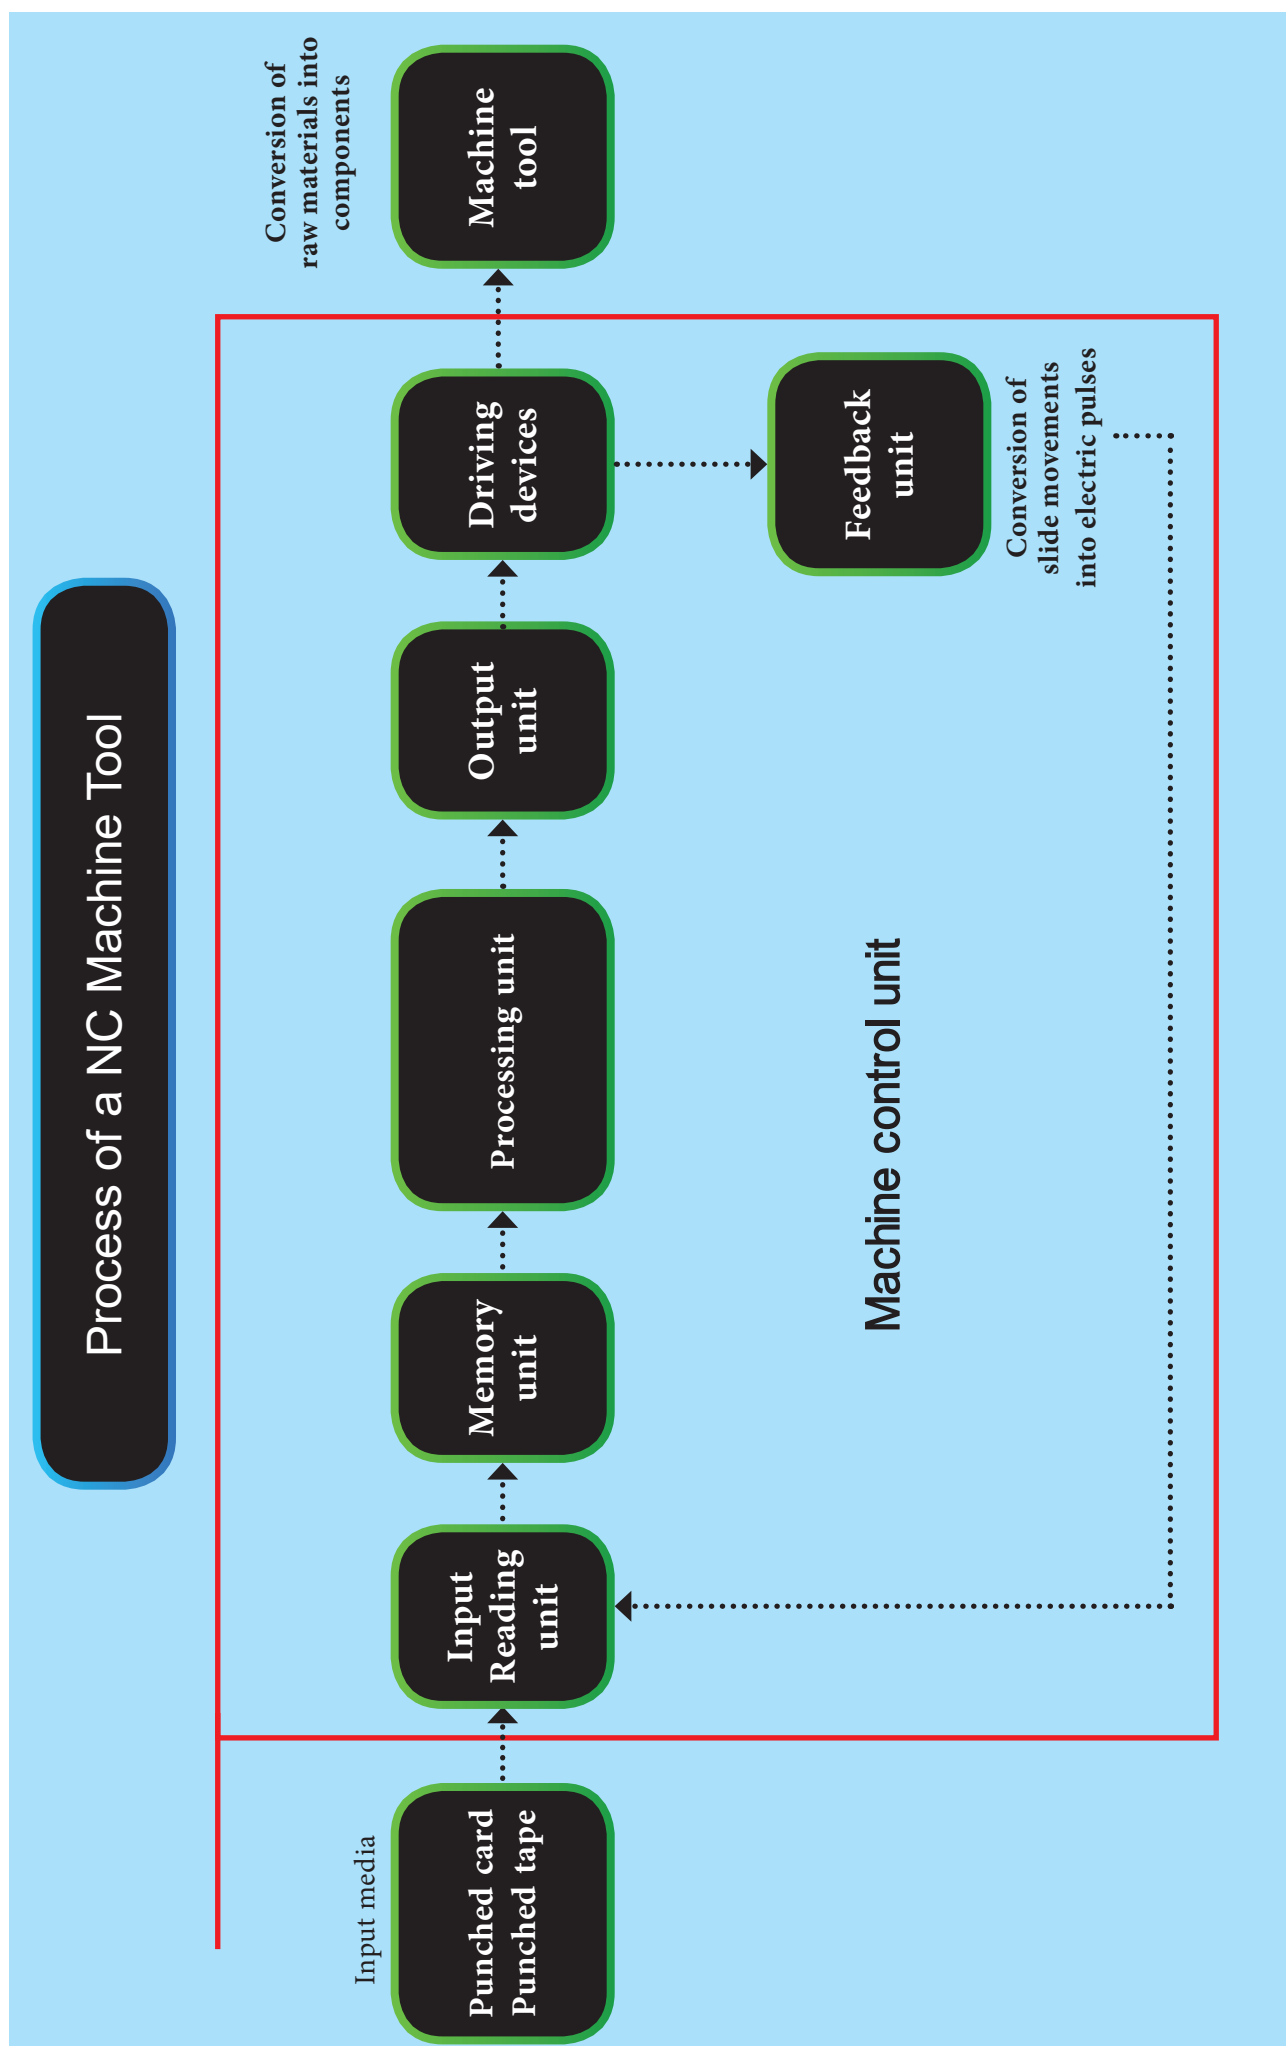 Process of a NC Machine Tool
Input media
Punched card
Punched tape
Input
Reading
unit
Memory
unit
Processing unit
Output
unit
Driving
devices
Conversion of
raw materials into
components
Machine
tool
Feedback
unit
Conversion of
slide movements
into electric pulses
Machine control unit